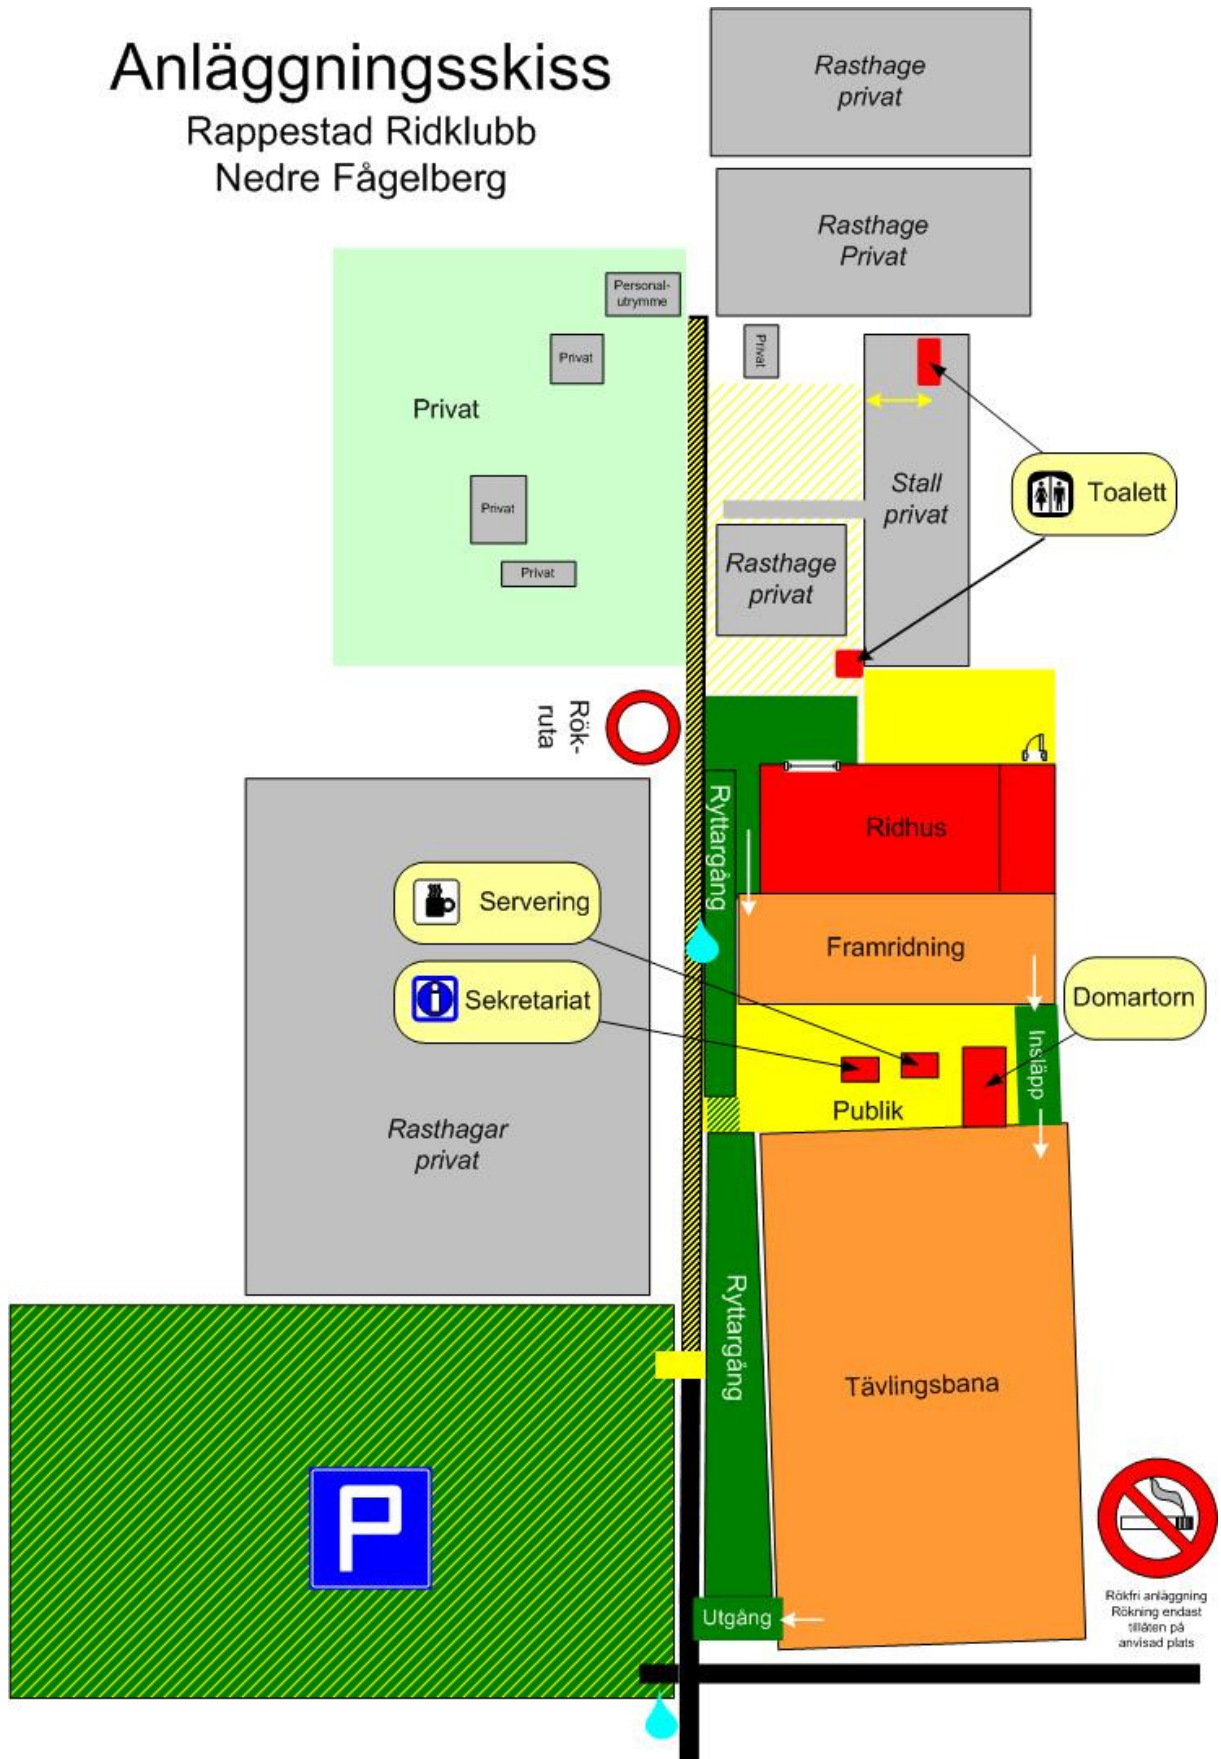 Anläggningsskiss
Rappestad Ridklubb
Nedre Fågelberg
Rasthage
privat
Rasthage
Privat
Personal-
utrymme
Privat
Privat
Privat
Privat
Privat
Stall
privat
Toalett
Rasthage
privat
Rök-
ruta
Ryttargång
Ridhus
Servering
Framridning
Sekretariat
Domartorn
Insläpp
Publik
Rasthagar
privat
Ryttargång
Tävlingsbana
P
Utgång
Rökfri anläggning
Rökning endast
tillåten på
anvisad plats